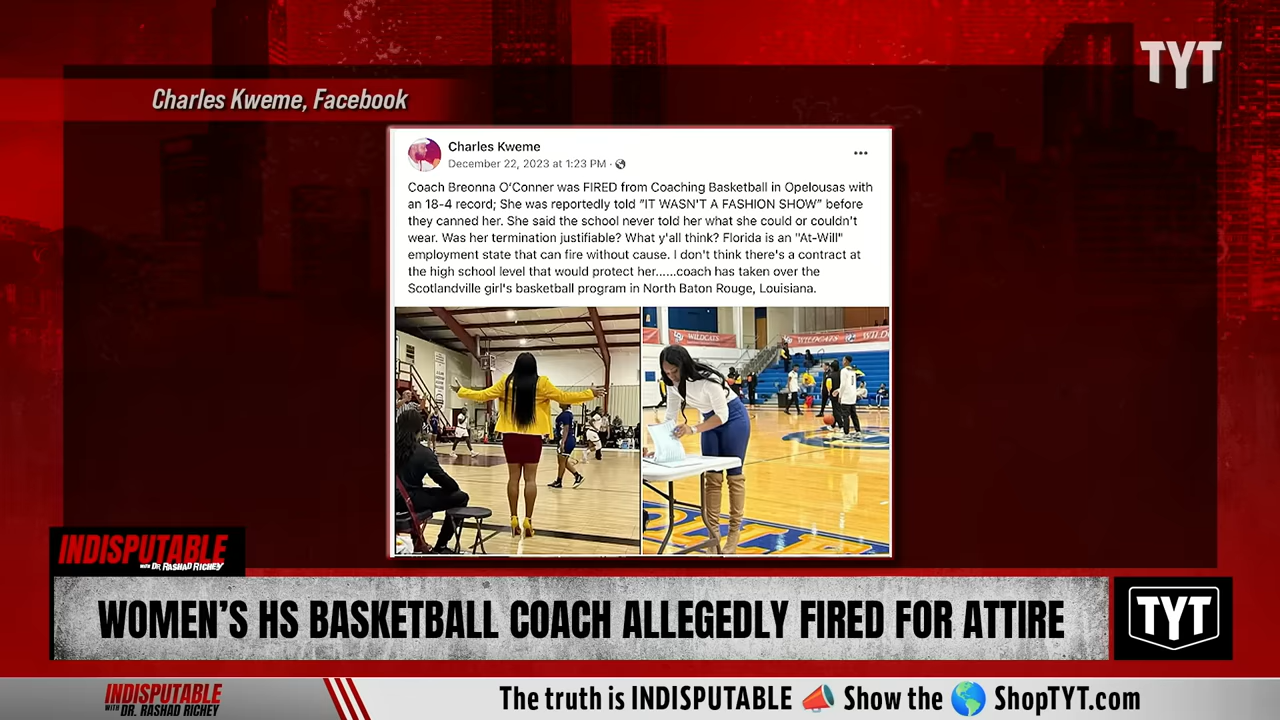 TYT
Charles Kweme, Facebook
Charles Kweme
December 22, 2023 at 1:23 PM ·
Coach Breonna O'Conner was FIRED from Coaching Basketball in Opelousas with
an 18-4 record; She was reportedly told "IT WASN'T A FASHION SHOW" before
they canned her. She said the school never told her what she could or couldn't
wear. Was her termination justifiable? What y'all think? Florida is an "At-Will"
employment state that can fire without cause. I don't think there's a contract at
the high school level that would protect her......coach has taken over the
Scotlandville girl's basketball program in North Baton Rouge, Louisiana.
WILDCATS
WILDC
INDISPUTABLE
WITH DR. RASHAD RICHEY
WOMEN'S HS BASKETBALL COACH ALLEGEDLY FIRED FOR ATTIRE
TYT
INDISPUTABLE
WITH DR. RASHAD RICHEY
The truth is INDISPUTABLE 📣 Show the 🌎 ShopTYT.com